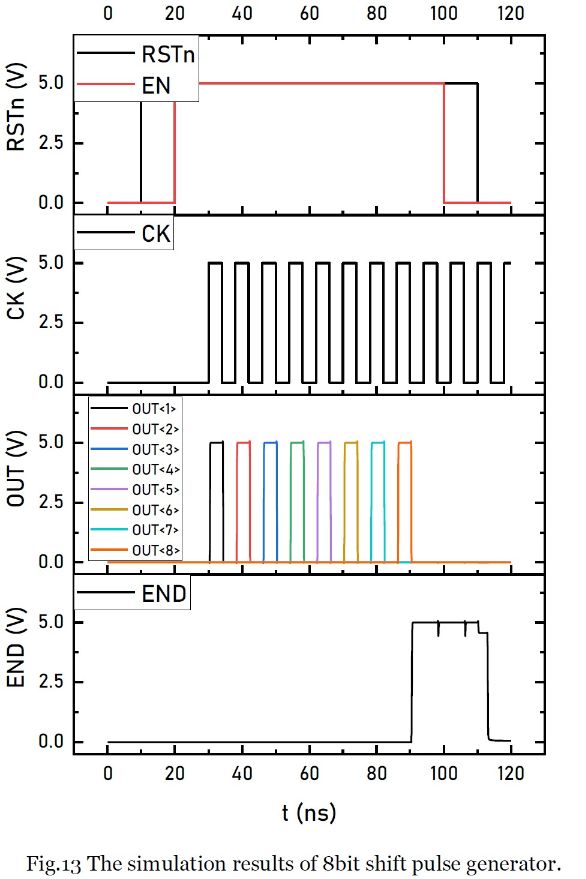 0 20 40 60 80 100 120
RSTn
EN
5.0
2.5
0.0
RSTn (V)
CK
5.0
2.5
0.0
CK (V)
OUT<1>
OUT<2>
OUT<3>
OUT<4>
OUT<5>
OUT<6>
OUT<7>
OUT<8>
5.0
2.5
0.0
OUT (V)
END
5.0
2.5
0.0
END (V)
0 20 40 60 80 100 120
t (ns)
Fig.13 The simulation results of 8bit shift pulse generator.